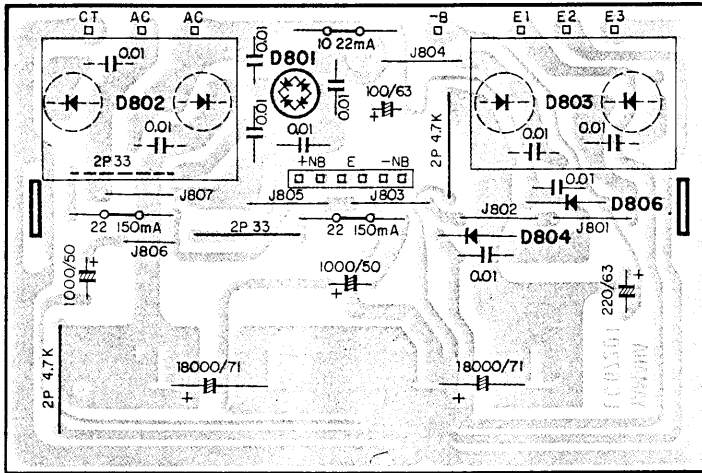 CT AC AC -B E1 E2 E3
0.01
0.01
10 22mA
J804
D801
D802
0.01
100/63
+
D803
0.01
0.01
0.01
0.01
0.01
0.01
2P 33
+NB E -NB
2P 4.7K
0.01
J807
J805
J803
D806
22 150mA
2P 33
22 150mA
J802
J801
J806
D804
1000/50
+
1000/50
+
0.01
220/63
+
2P 4.7K
18000/71
+
18000/71
+